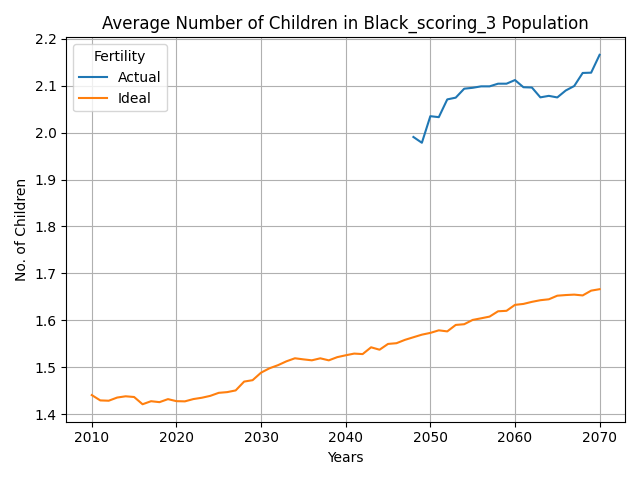 Average Number of Children in Black_scoring_3 Population
2.2
2.1
2.0
1.9
1.8
1.7
1.6
1.5
1.4
No. of Children
Fertility
Actual
Ideal
2010 2020 2030 2040 2050 2060 2070
Years